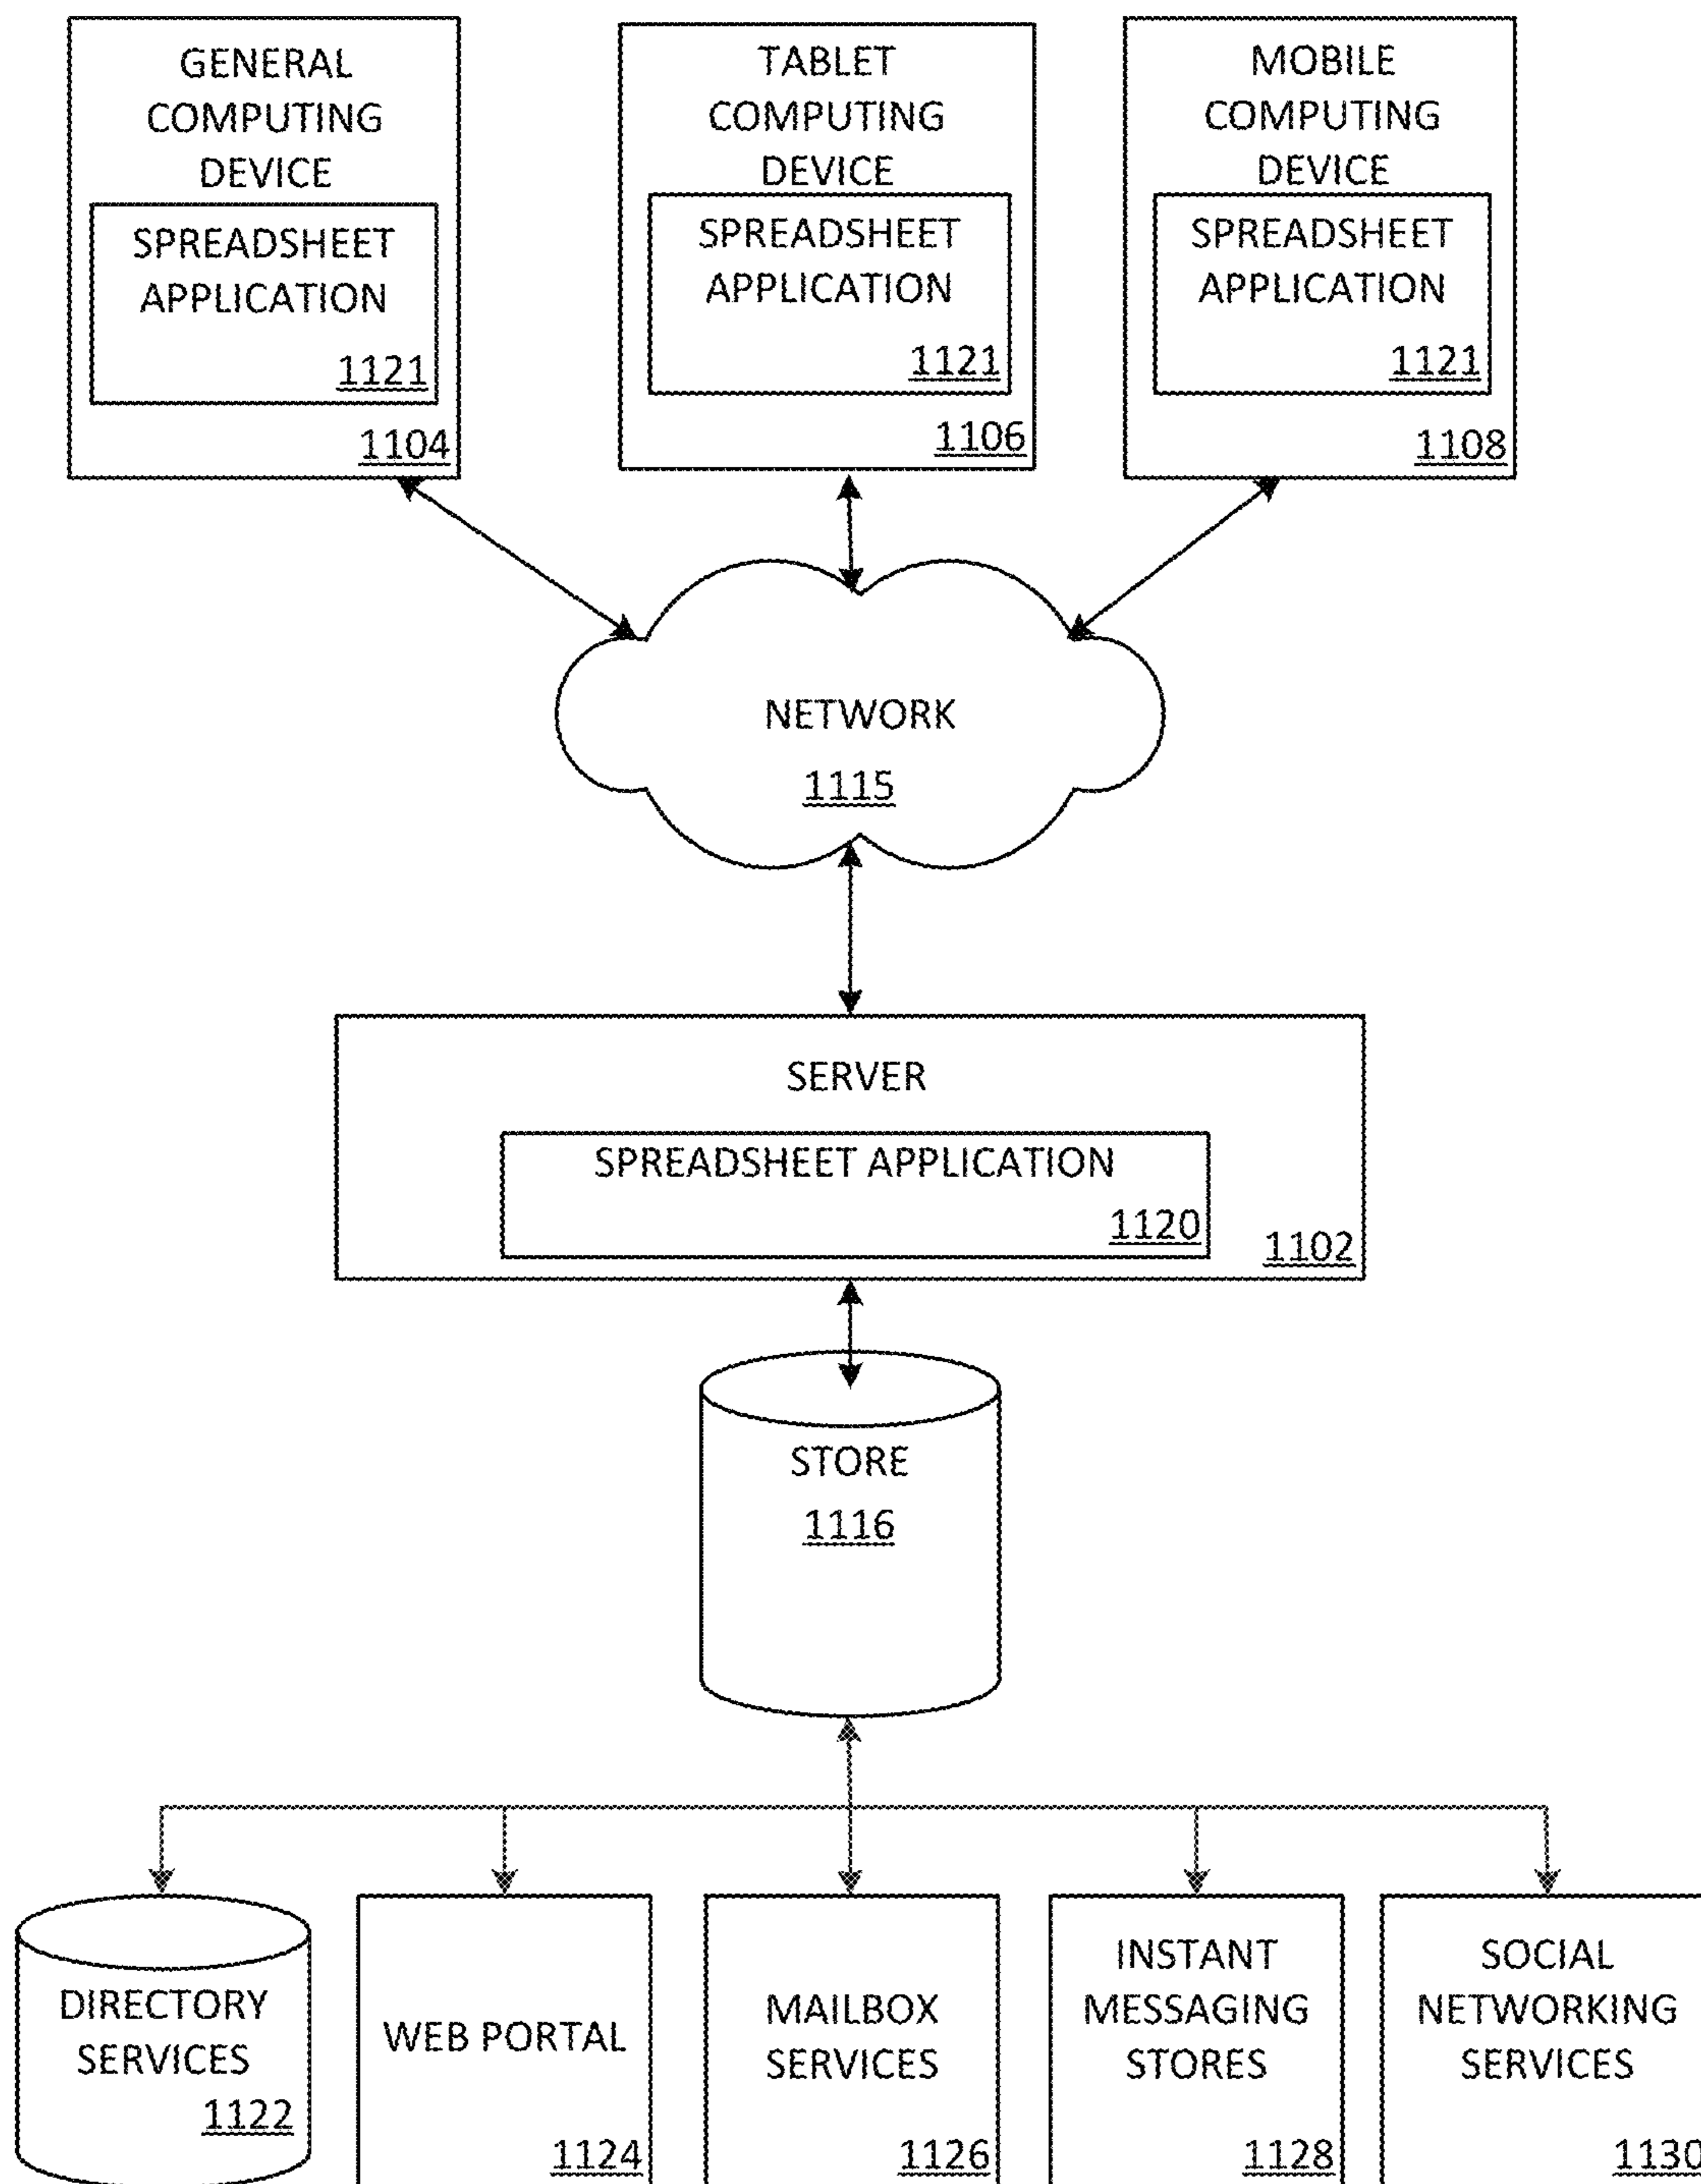 GENERAL
COMPUTING
DEVICE
SPREADSHEET
APPLICATION
1121
1104
TABLET
COMPUTING
DEVICE
SPREADSHEET
APPLICATION
1121
1106
MOBILE
COMPUTING
DEVICE
SPREADSHEET
APPLICATION
1121
1108
NETWORK
1115
SERVER
SPREADSHEET APPLICATION
1120
1102
STORE
1116
DIRECTORY
SERVICES
1122
WEB PORTAL
1124
MAILBOX
SERVICES
1126
INSTANT
MESSAGING
STORES
1128
SOCIAL
NETWORKING
SERVICES
1130